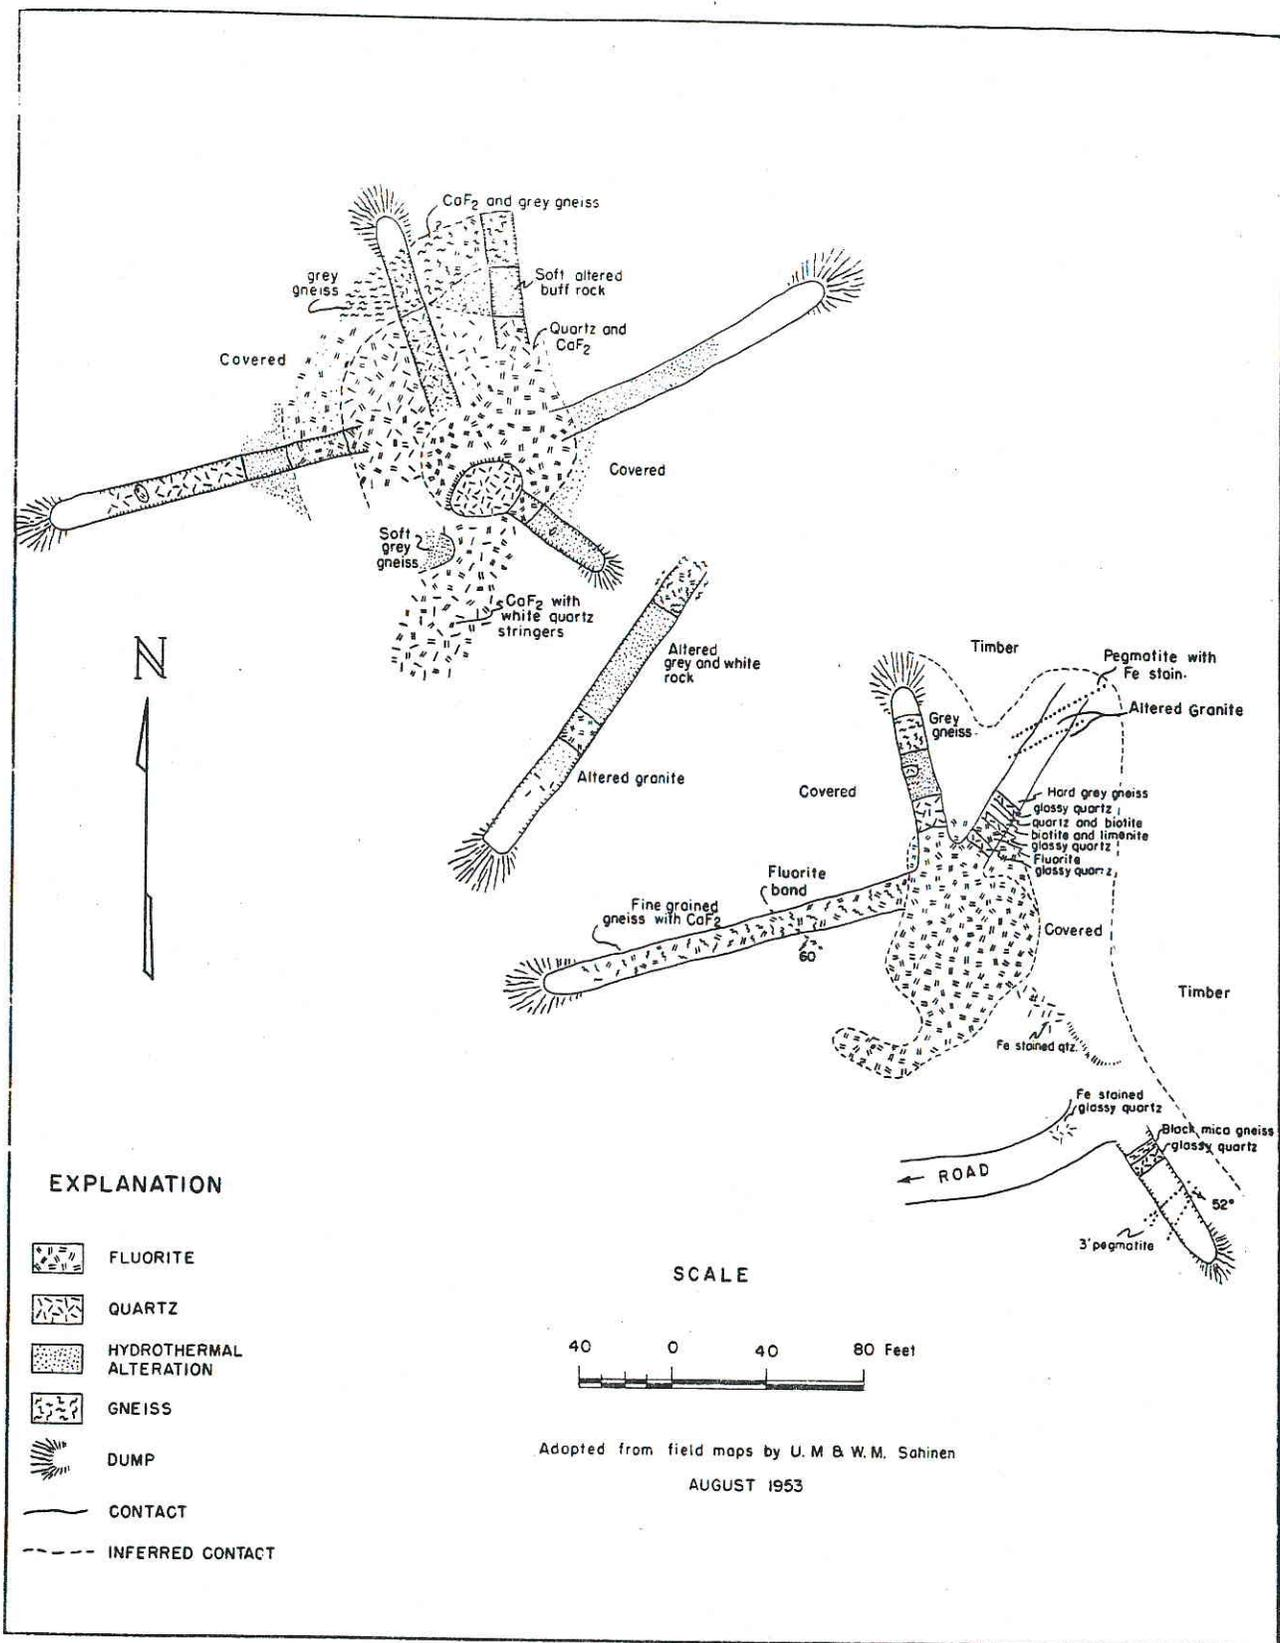 CaF2 and grey gneiss
grey
gneiss
Soft altered
buff rock
Quartz and
CaF2
Covered
Covered
Soft
grey
gneiss
CaF2 with
white quartz
stringers
N
Altered
grey and white
rock
Altered granite
Timber
Pegmatite with
Fe stain.
Altered Granite
Grey
gneiss
Covered
Hard grey gneiss
glassy quartz
quartz and biotite
biotite and limonite
glassy quartz
Fluorite
glassy quartz
Fluorite
band
Fine grained
gneiss with CaF2
60
Covered
Timber
Fe stained qtz.
Fe stained
glassy quartz
Black mica gneiss
glassy quartz
ROAD
52°
3' pegmatite
EXPLANATION
FLUORITE
QUARTZ
HYDROTHERMAL
ALTERATION
GNEISS
DUMP
CONTACT
INFERRED CONTACT
SCALE
40 0 40 80 Feet
Adapted from field maps by U. M & W. M. Sahinen
AUGUST 1953